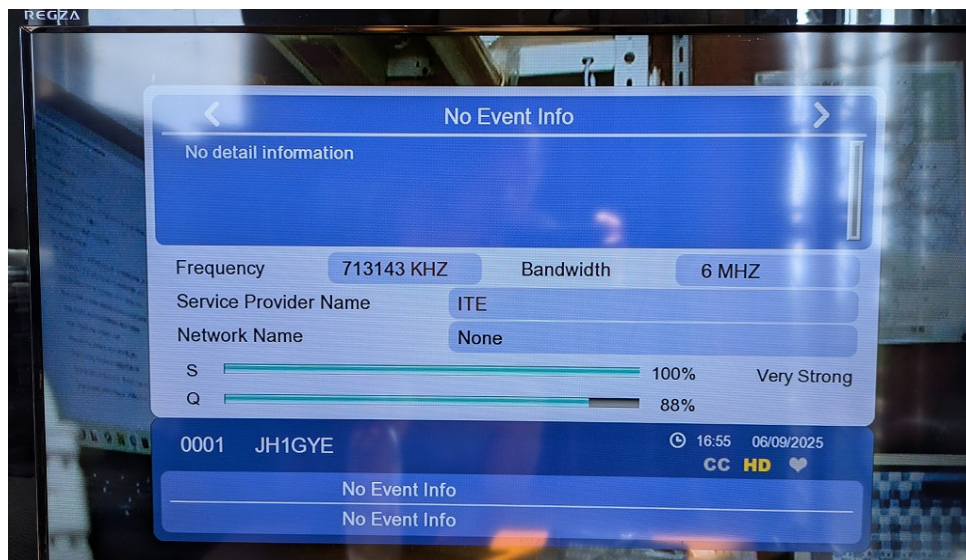 REGZA
No Event Info
No detail information
Frequency 713143 KHZ Bandwidth 6 MHZ
Service Provider Name ITE
Network Name None
S 100% Very Strong
Q 88%
0001 JH1GYE 16:55 06/09/2025
CC HD
No Event Info
No Event Info